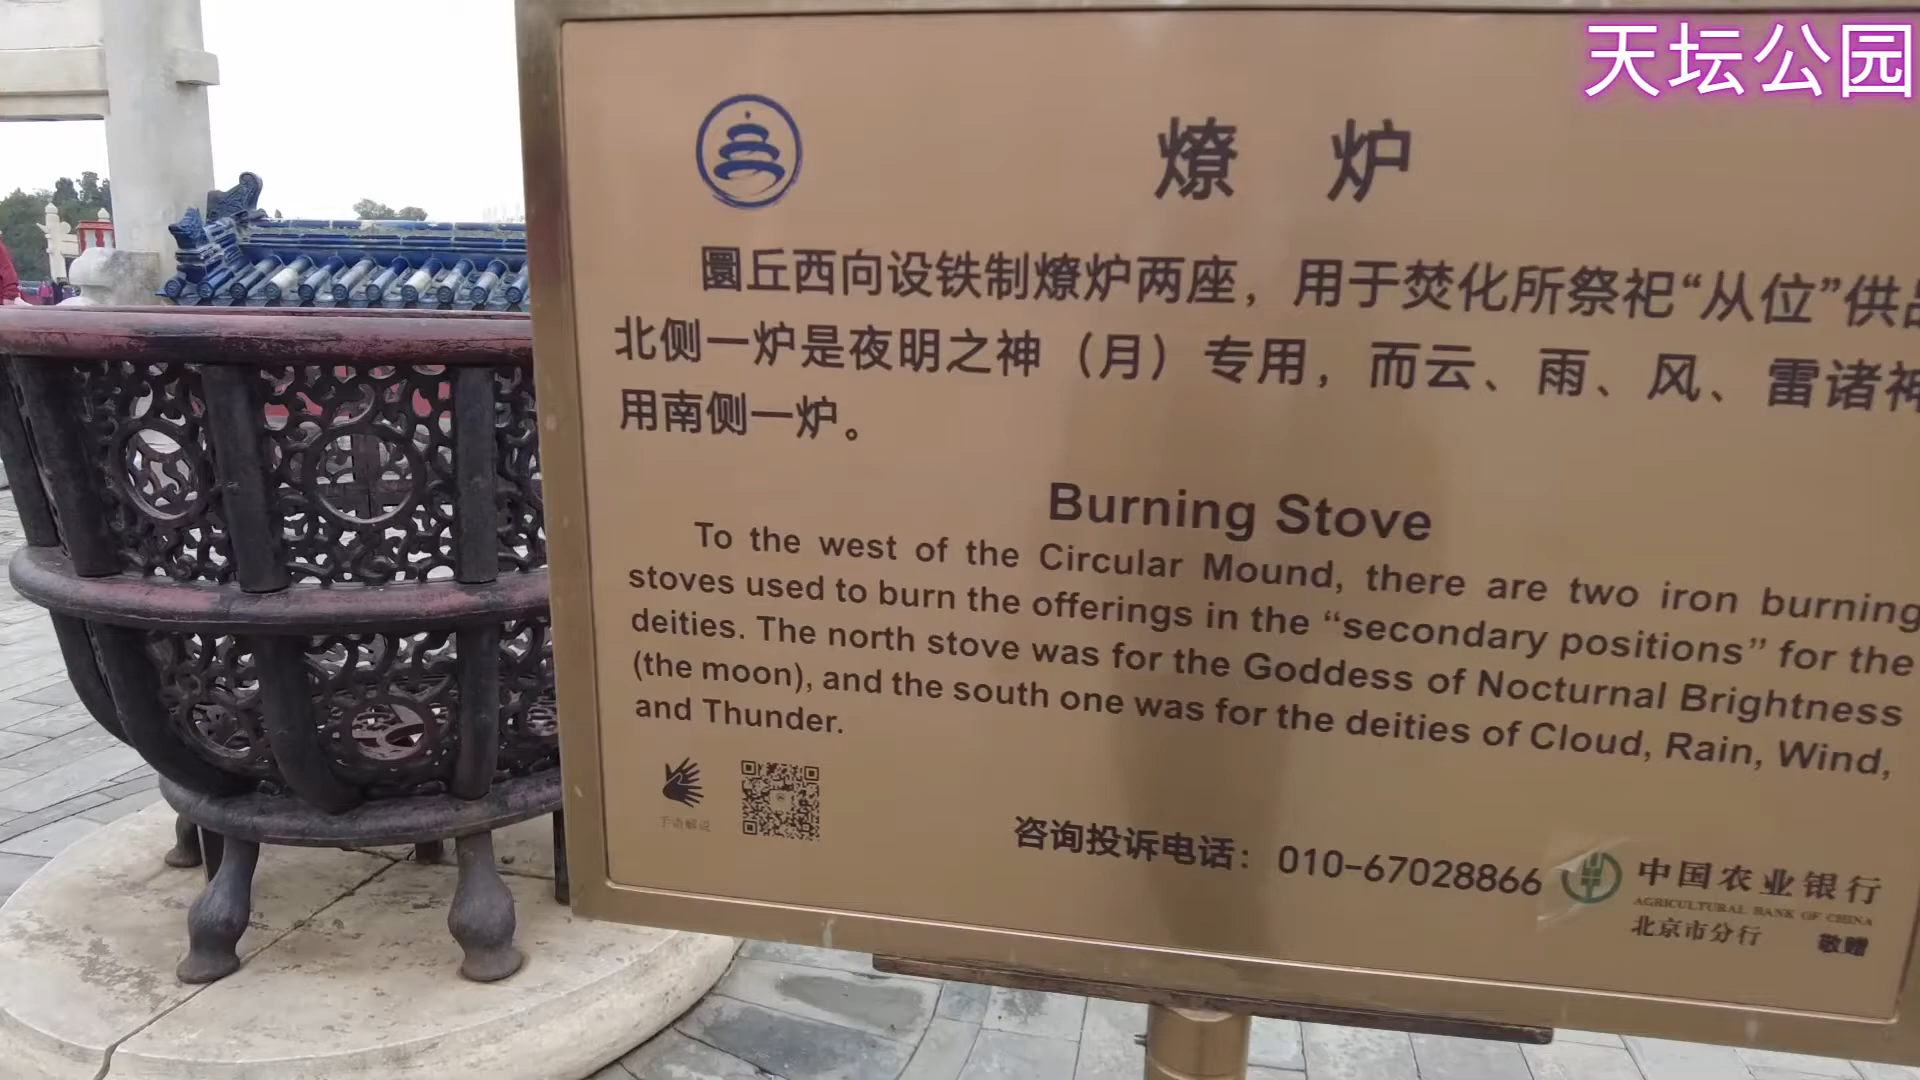 天坛公园
燎 炉
圜丘西向设铁制燎炉两座，用于焚化所祭祀“从位”供品
北侧一炉是夜明之神（月）专用，而云、雨、风、雷诸神
用南侧一炉。
Burning Stove
To the west of the Circular Mound, there are two iron burning
stoves used to burn the offerings in the “secondary positions” for the
deities. The north stove was for the Goddess of Nocturnal Brightness
(the moon), and the south one was for the deities of Cloud, Rain, Wind,
and Thunder.
手语解说
咨询投诉电话：010-67028866
中国农业银行
AGRICULTURAL BANK OF CHINA
北京市分行 敬赠